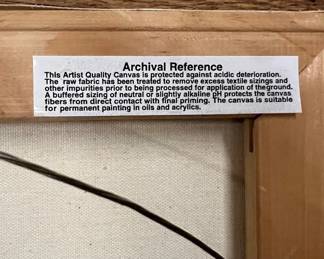 Archival Reference
This Artist Quality Canvas is protected against acidic deterioration.
The raw fabric has been treated to remove excess textile sizings and
other impurities prior to being processed for application of theground.
A buffered sizing of neutral or slightly alkaline pH protects the canvas
fibers from direct contact with final priming. The canvas is suitable
for permanent painting in oils and acrylics.